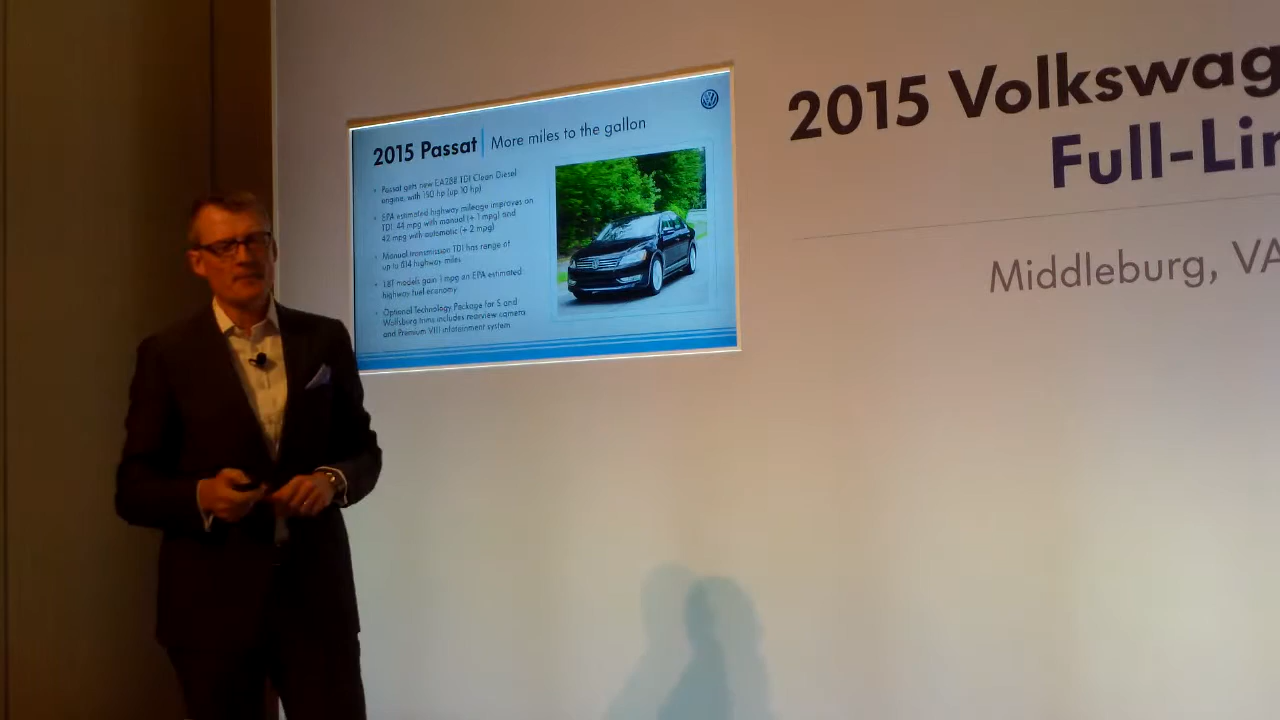 2015 Passat | More miles to the gallon
Passat gets new EA288 TDI Clean Diesel
engine, with 150 hp (up 10 hp)
EPA estimated highway mileage improves on
TDI: 44 mpg with manual (+ 1 mpg) and
42 mpg with automatic (+ 2 mpg)
Manual transmission TDI has range of
up to 814 highway miles
1.8T models gain 1 mpg on EPA estimated
highway fuel economy
Optional Technology Package for S and
Wolfsburg trims includes rearview camera
and Premium VIII infotainment system
2015 Volkswag
Full-Lin
Middleburg, VA